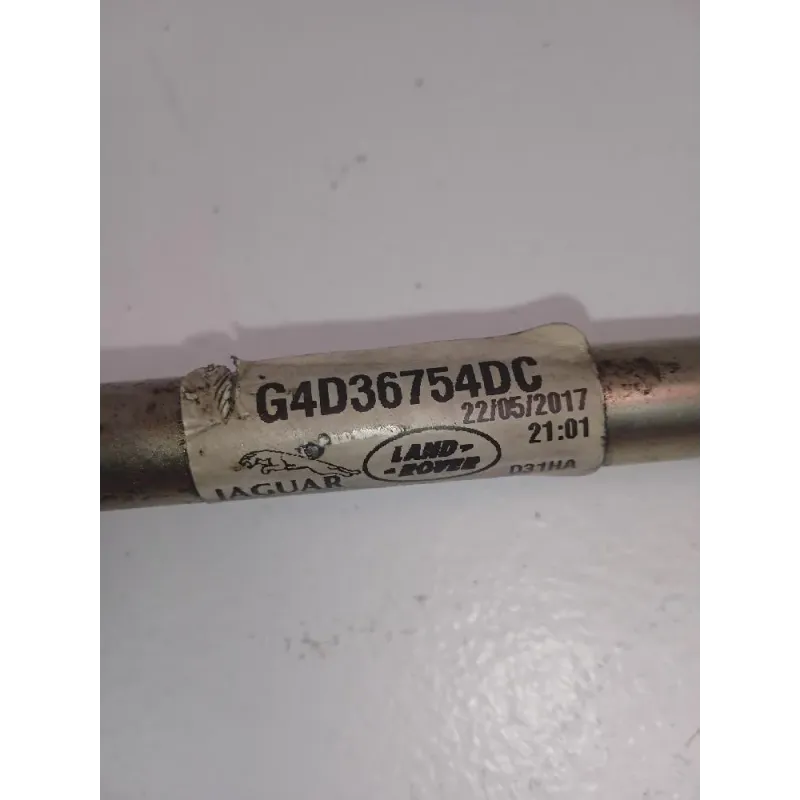 G4D36754DC
22/05/2017
21:01
JAGUAR
LAND-
-ROVER
D31HA